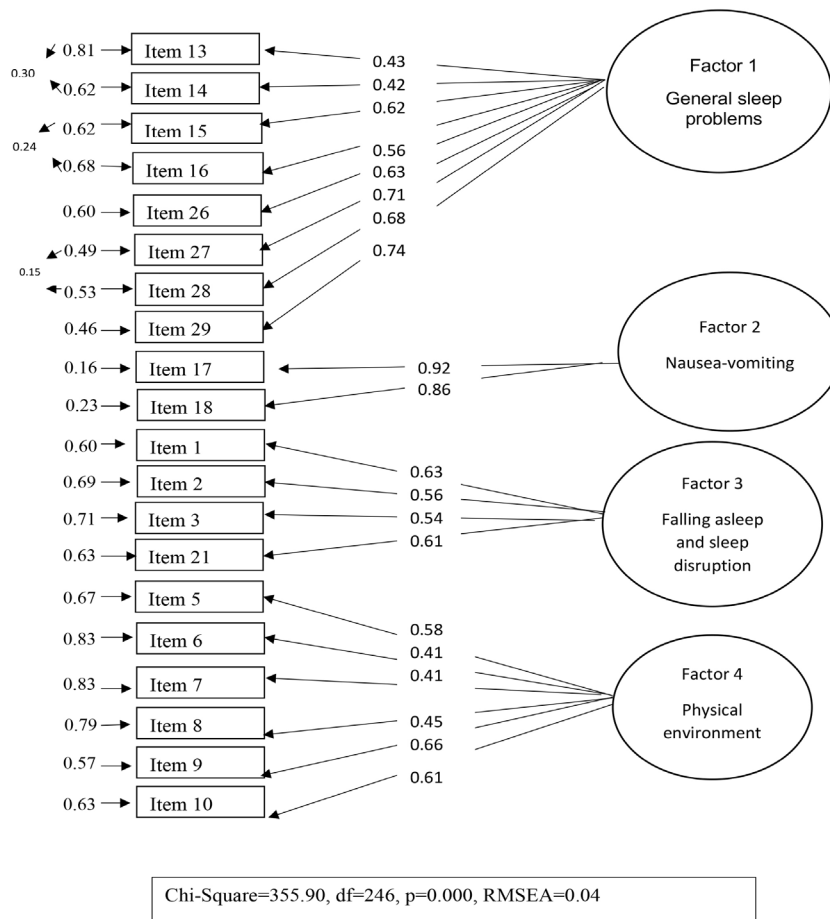 0.81 Item 13 0.43 Factor 1
0.30
0.62 Item 14 0.42 General sleep
0.62 Item 15 0.62 problems
0.24
0.68 Item 16 0.56
0.60 Item 26 0.63
0.49 Item 27 0.71
0.15
0.53 Item 28 0.68
0.46 Item 29 0.74
0.16 Item 17 0.92 Factor 2
Nausea-vomiting
0.23 Item 18 0.86
0.60 Item 1 0.63
0.69 Item 2 0.56 Factor 3
0.71 Item 3 0.54 Falling asleep
and sleep
0.63 Item 21 0.61 disruption
0.67 Item 5 0.58
0.83 Item 6 0.41
0.83 Item 7 0.41 Factor 4
0.79 Item 8 0.45 Physical
environment
0.57 Item 9 0.66
0.63 Item 10 0.61
Chi-Square=355.90, df=246, p=0.000, RMSEA=0.04